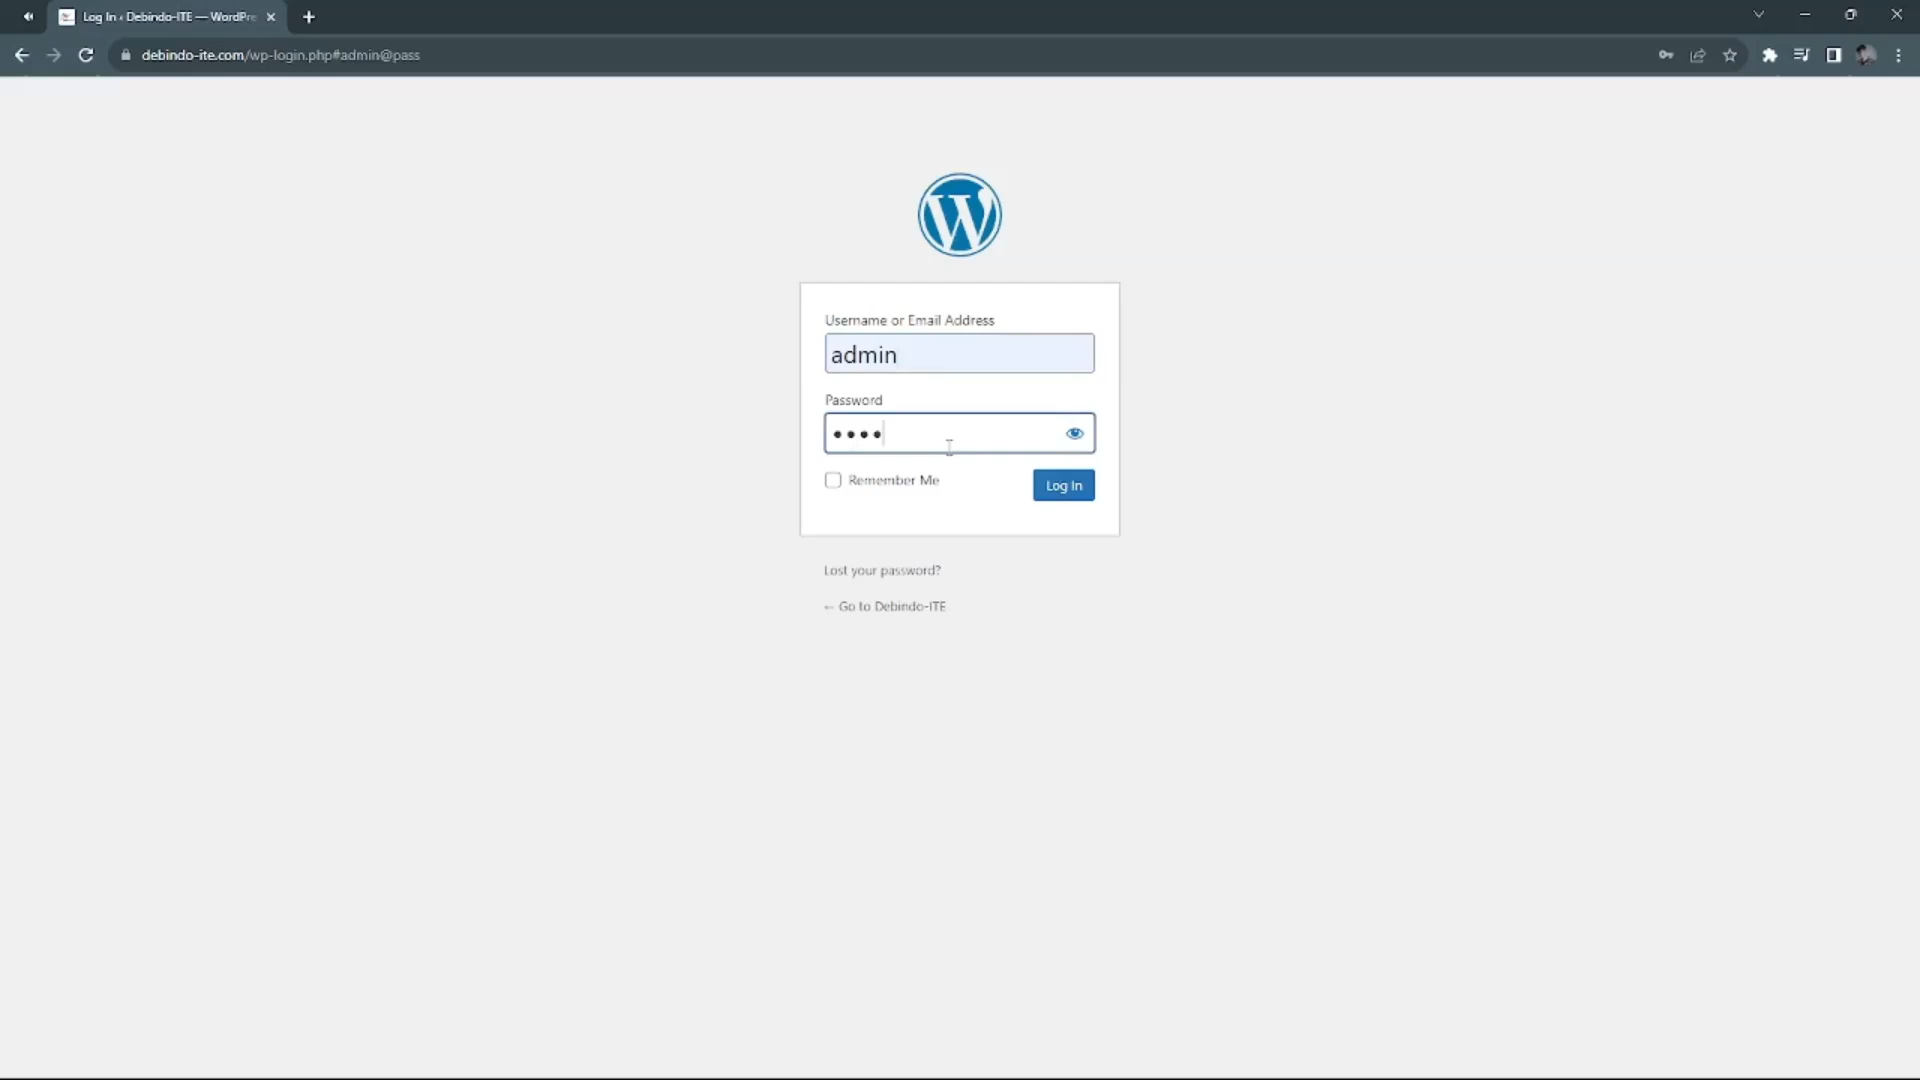 Log In ‹ Debindo-ITE — WordPre
debindo-ite.com/wp-login.php#admin@pass
Username or Email Address
admin
Password
••••
Remember Me
Log In
Lost your password?
← Go to Debindo-ITE